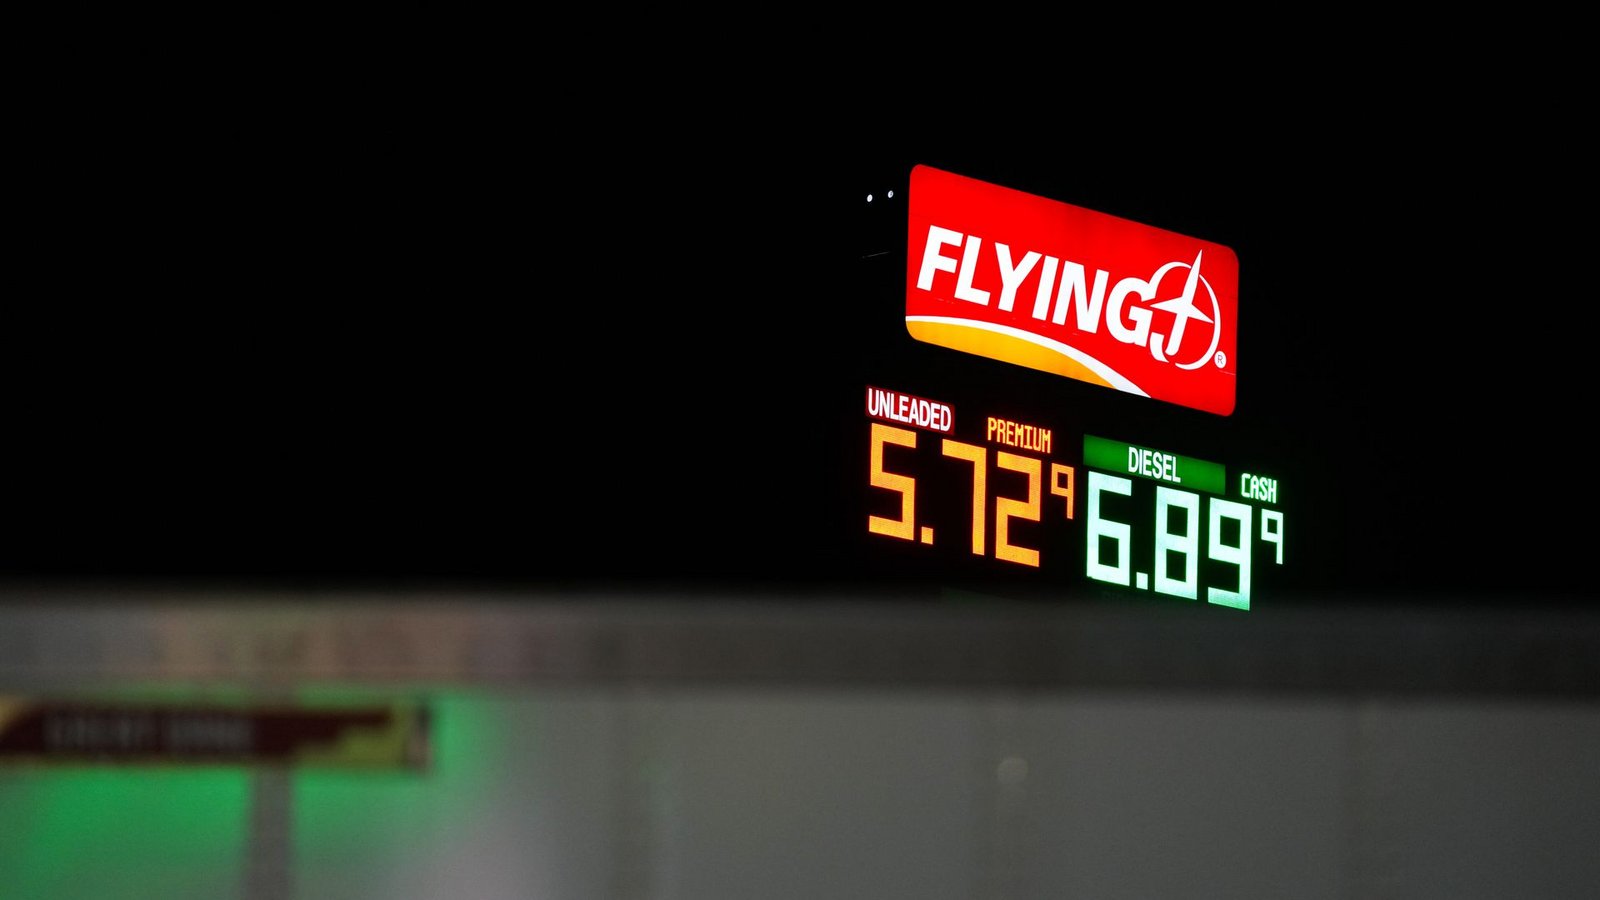 FLYING J ®
UNLEADED PREMIUM
5.72 9
DIESEL CASH
6.89 9